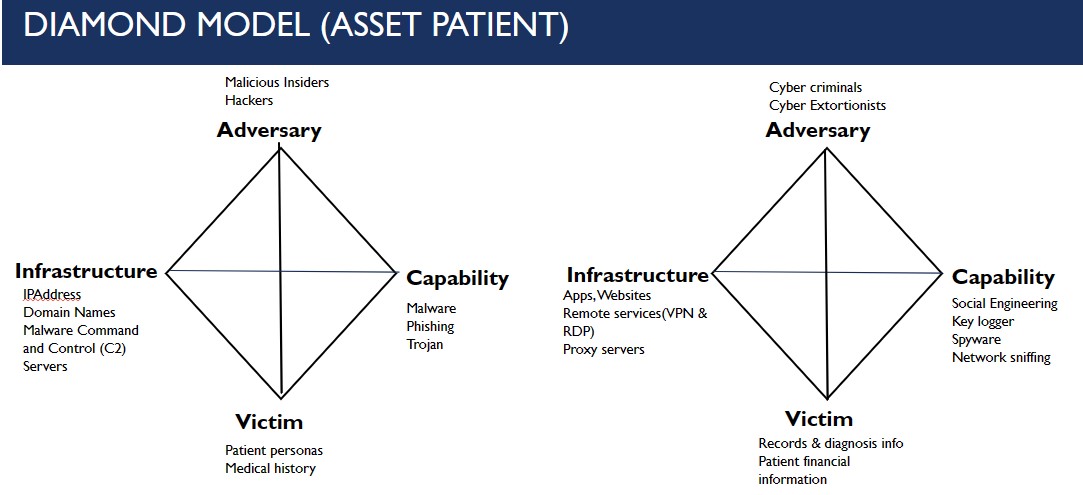 DIAMOND MODEL (ASSET PATIENT)
Malicious Insiders
Hackers
Adversary
Infrastructure
IPAddress
Domain Names
Malware Command
and Control (C2)
Servers
Capability
Malware
Phishing
Trojan
Victim
Patient personas
Medical history
Cyber criminals
Cyber Extortionists
Adversary
Infrastructure
Apps,Websites
Remote services(VPN &
RDP)
Proxy servers
Capability
Social Engineering
Key logger
Spyware
Network sniffing
Victim
Records & diagnosis info
Patient financial
information